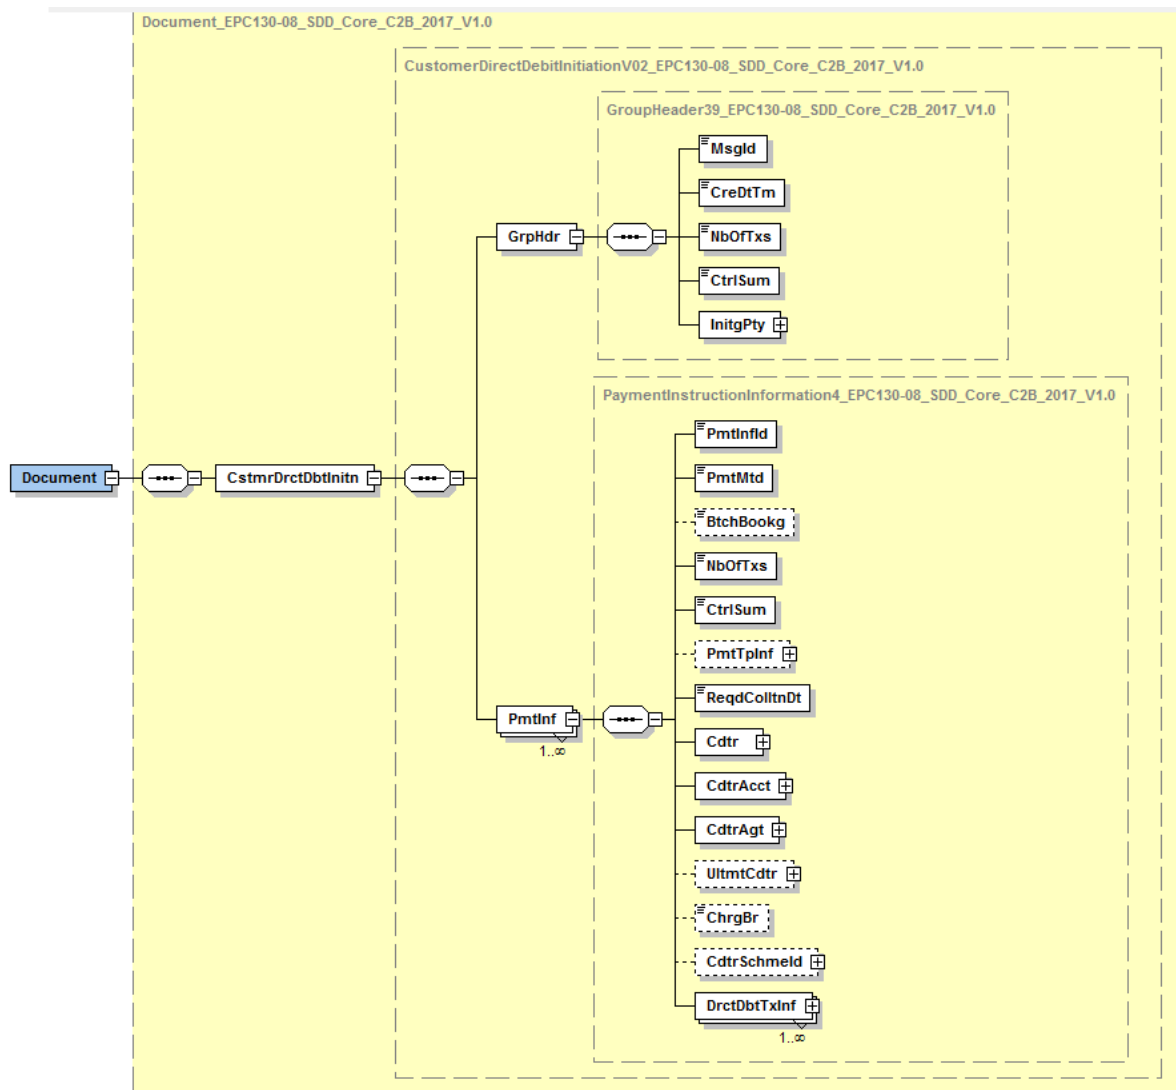 Document_EPC130-08_SDD_Core_C2B_2017_V1.0
CustomerDirectDebitInitiationV02_EPC130-08_SDD_Core_C2B_2017_V1.0
GroupHeader39_EPC130-08_SDD_Core_C2B_2017_V1.0
MsgId
CreDtTm
GrpHdr
NbOfTxs
CtrlSum
InitgPty
PaymentInstructionInformation4_EPC130-08_SDD_Core_C2B_2017_V1.0
PmtInfId
Document
CstmrDrctDbtInitn
PmtMtd
BtchBookg
NbOfTxs
CtrlSum
PmtTpInf
ReqdColltnDt
PmtInf
1..∞
Cdtr
CdtrAcct
CdtrAgt
UltmtCdtr
ChrgBr
CdtrSchmeId
DrctDbtTxInf
1..∞